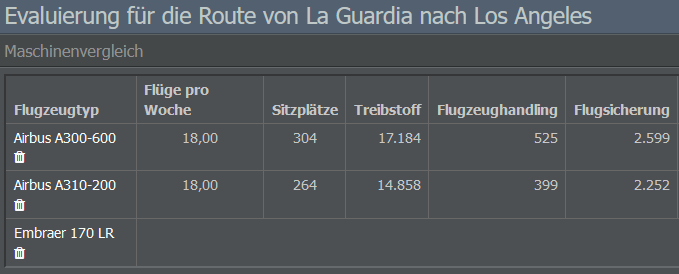 Evaluierung für die Route von La Guardia nach Los Angeles
Maschinenvergleich
Flugzeugtyp Flüge pro Woche Sitzplätze Treibstoff Flugzeughandling Flugsicherung
Airbus A300-600 18,00 304 17.184 525 2.599
Airbus A310-200 18,00 264 14.858 399 2.252
Embraer 170 LR